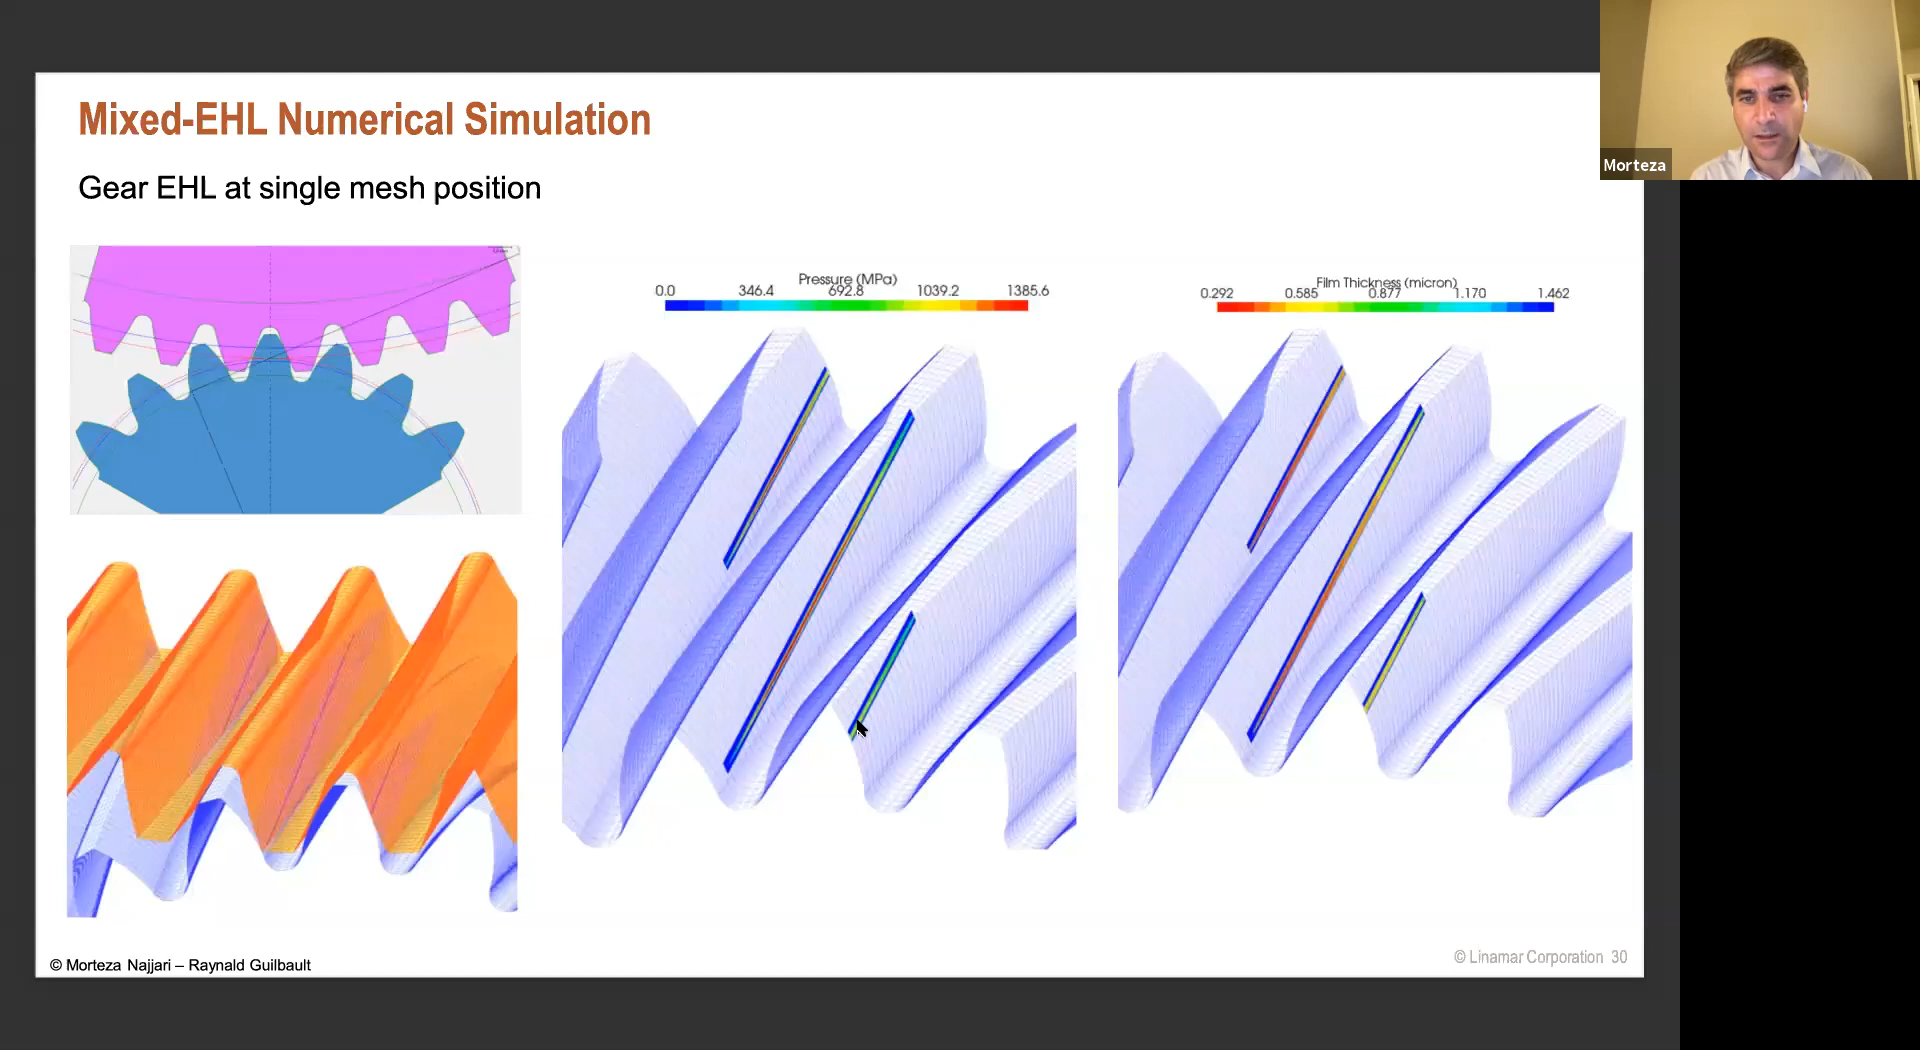 Mixed-EHL Numerical Simulation
Gear EHL at single mesh position
Morteza
Pressure (MPa)
0.0 346.4 692.8 1039.2 1385.6
Film Thickness (micron)
0.292 0.585 0.877 1.170 1.462
© Morteza Najjari – Raynald Guilbault
© Linamar Corporation 30